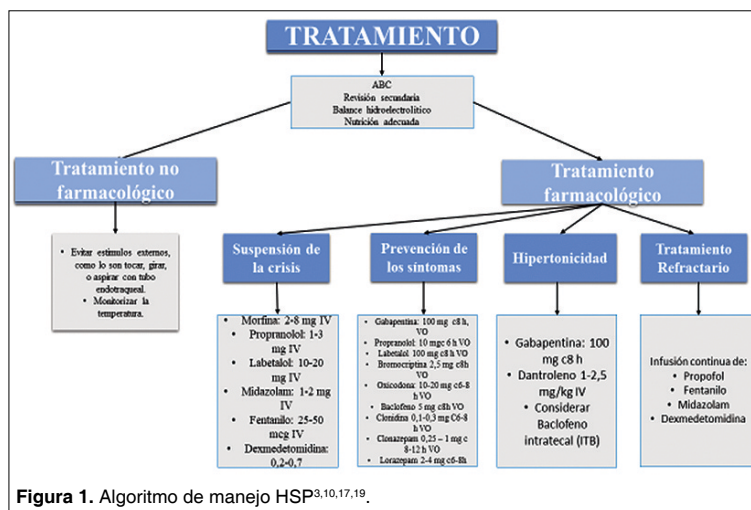 TRATAMIENTO
ABC
Revisión secundaria
Balance hidroelectrolítico
Nutrición adecuada
Tratamiento no
farmacológico
Tratamiento
farmacológico
• Evitar estímulos externos,
como lo son tocar, girar,
o aspirar con tubo
endotraqueal.
• Monitorizar la
temperatura.
Suspensión de
la crisis
• Morfina: 2-8 mg IV
• Propranolol: 1-3
mg IV
• Labetalol: 10-20
mg IV
• Midazolam: 1-2 mg
IV
• Fentanilo: 25-50
mcg IV
• Dexmedetomidina:
0,2-0,7
Prevención de
los síntomas
• Gabapentina: 100 mg c8 h,
VO
• Propranolol: 10 mgc 6 h VO
• Labetalol 100 mg c8 h VO
• Bromocriptina 2,5 mg c8h
VO
• Oxicodona: 10-20 mg c6-8
h VO
• Baclofeno 5 mg c8h VO
• Clonidina 0,1-0,3 mg C6-8
h VO
• Clonazepam 0,25 – 1 mg c
8-12 h VO
• Lorazepam 2-4 mg c6-8h
Hipertonicidad
• Gabapentina: 100
mg c8 h
• Dantroleno 1-2,5
mg/kg IV
• Considerar
Baclofeno
intratecal (ITB)
Tratamiento
Refractario
Infusión continua de:
• Propofol
• Fentanilo
• Midazolam
• Dexmedetomidina
Figura 1. Algoritmo de manejo HSP3,10,17,19.